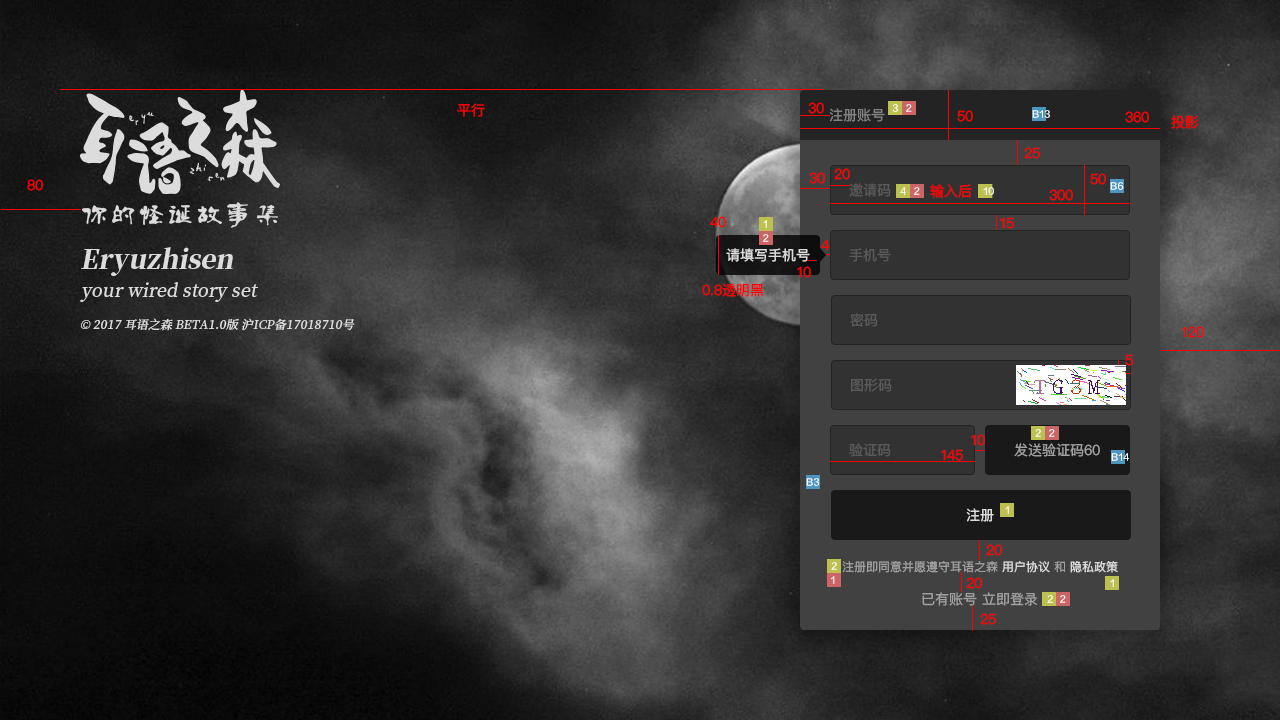 耳语之森
eryu
zhisen
你的怪诞故事集
Eryuzhisen
your wired story set
© 2017 耳语之森 BETA1.0版 沪ICP备17018710号
80
平行
30 注册账号 3 2 50 B13 360 投影
25
30 20 邀请码 4 2 输入后 10 300 50 B6
15
40 1 2
请填写手机号 10 4 手机号
0.8透明黑
密码
120
图形码 TG3M 5
验证码 145 10 发送验证码60 2 2 B14
B3
注册 1
20
2 1 注册即同意并愿遵守耳语之森 用户协议 和 隐私政策 1
20
已有账号 立即登录 2 2
25